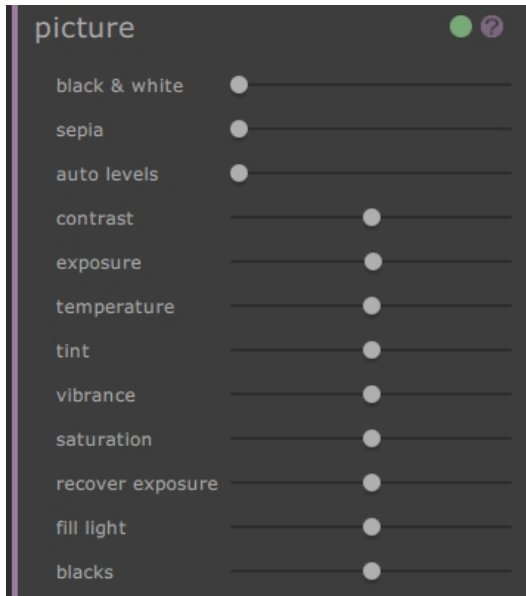 picture ?
black & white
sepia
auto levels
contrast
exposure
temperature
tint
vibrance
saturation
recover exposure
fill light
blacks